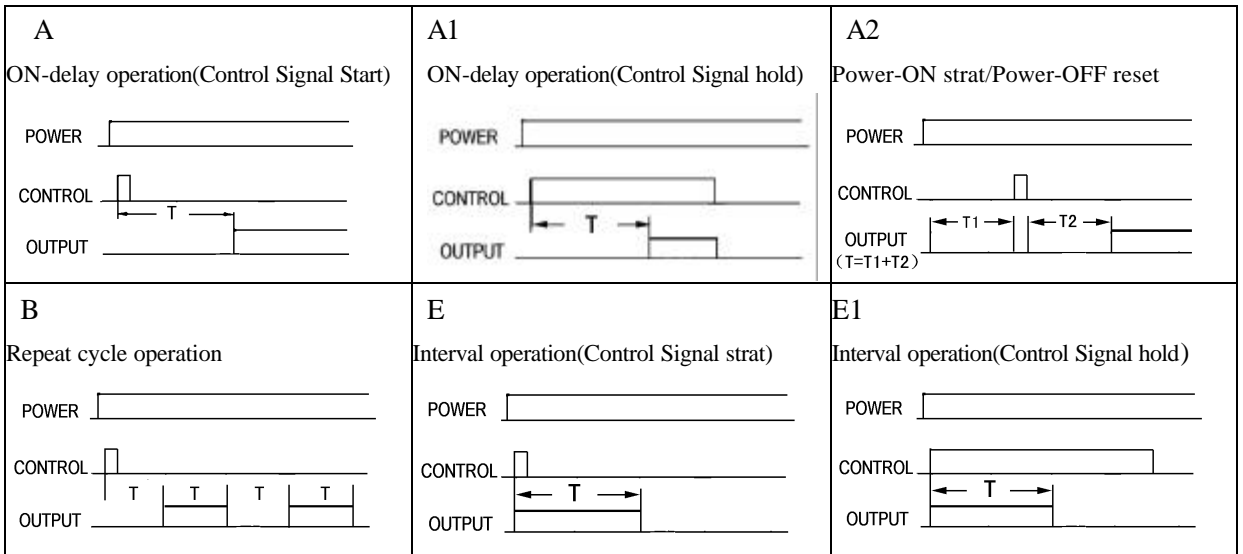 A
ON-delay operation(Control Signal Start)
POWER
CONTROL
T
OUTPUT
A1
ON-delay operation(Control Signal hold)
POWER
CONTROL
T
OUTPUT
A2
Power-ON strat/Power-OFF reset
POWER
CONTROL
T1 T2
OUTPUT
(T=T1+T2)
B
Repeat cycle operation
POWER
CONTROL
T T T T
OUTPUT
E
Interval operation(Control Signal strat)
POWER
CONTROL
T
OUTPUT
E1
Interval operation(Control Signal hold)
POWER
CONTROL
T
OUTPUT